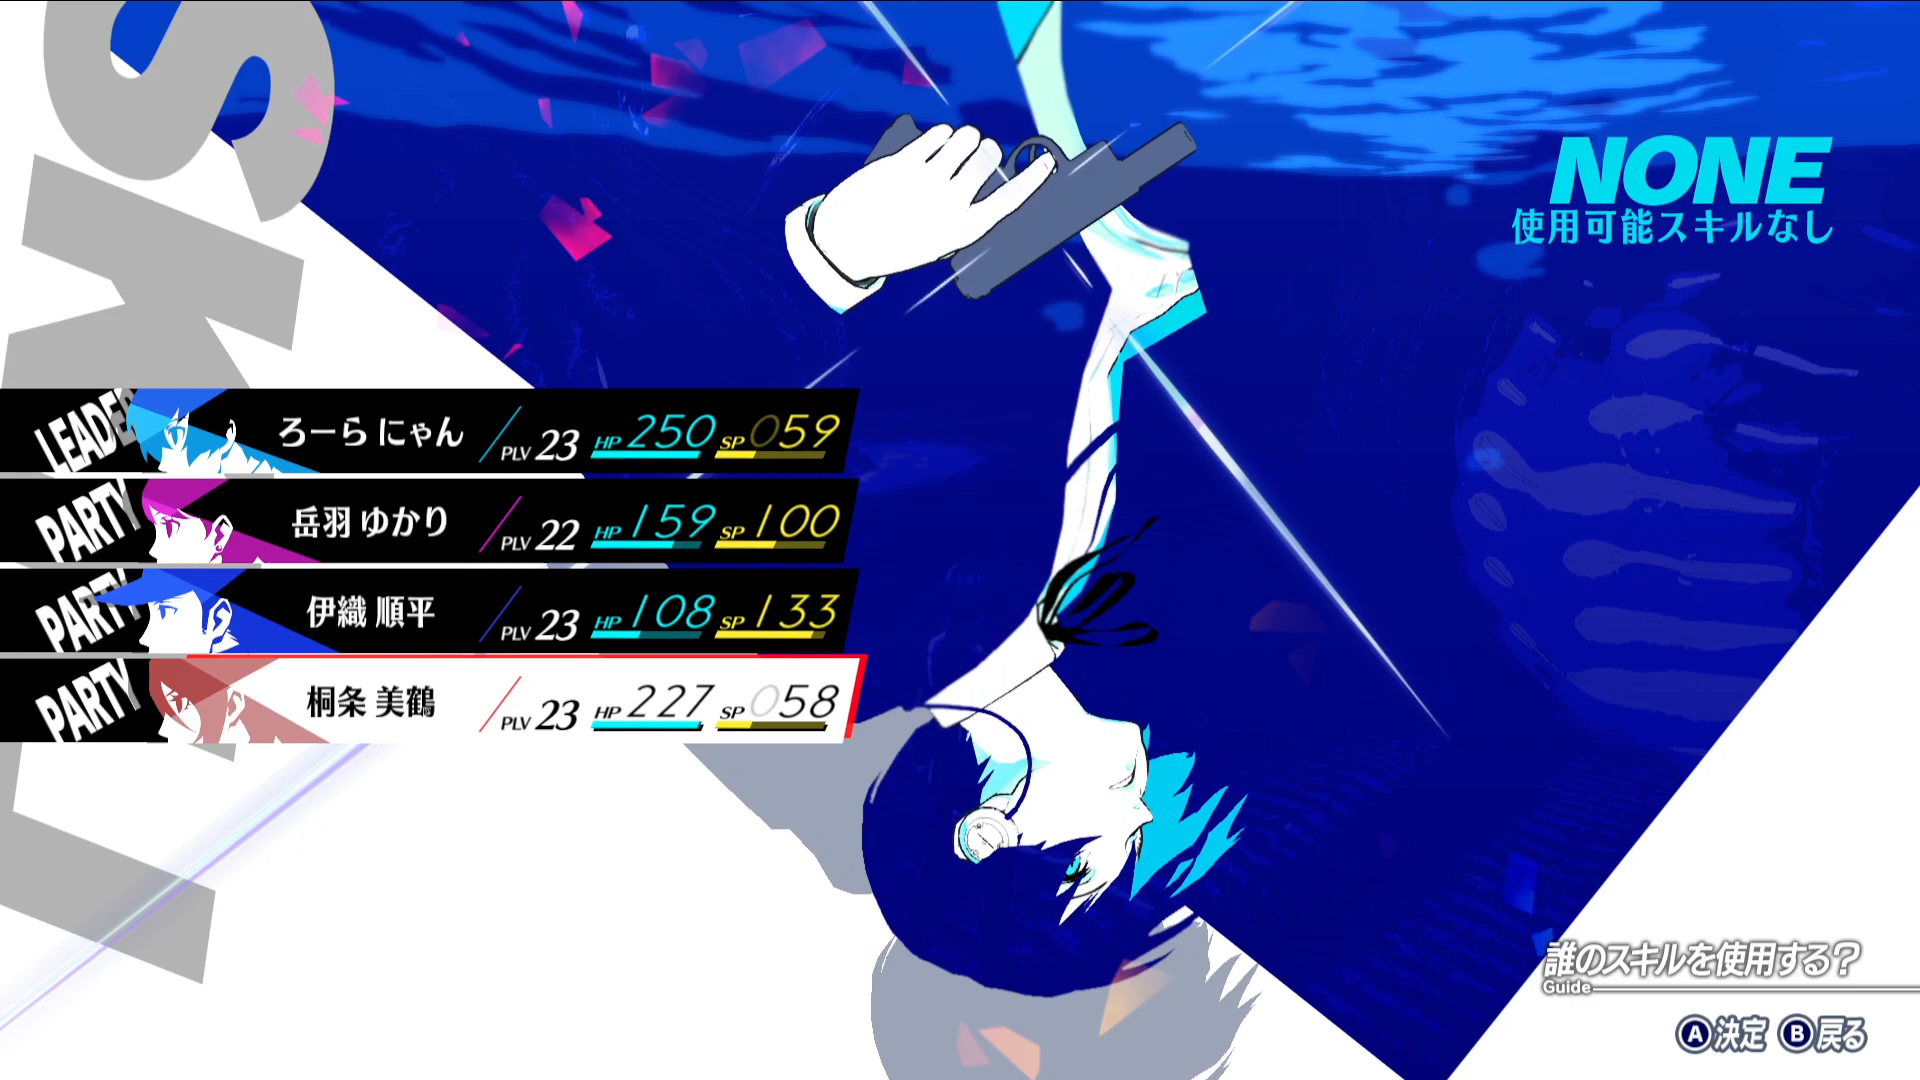 SK
NONE
使用可能スキルなし
LEADER ろーら にゃん PLV 23 HP 250 SP 059
PARTY 岳羽 ゆかり PLV 22 HP 159 SP 100
PARTY 伊織 順平 PLV 23 HP 108 SP 133
PARTY 桐条 美鶴 PLV 23 HP 227 SP 058
誰のスキルを使用する?
Guide
A 決定 B 戻る